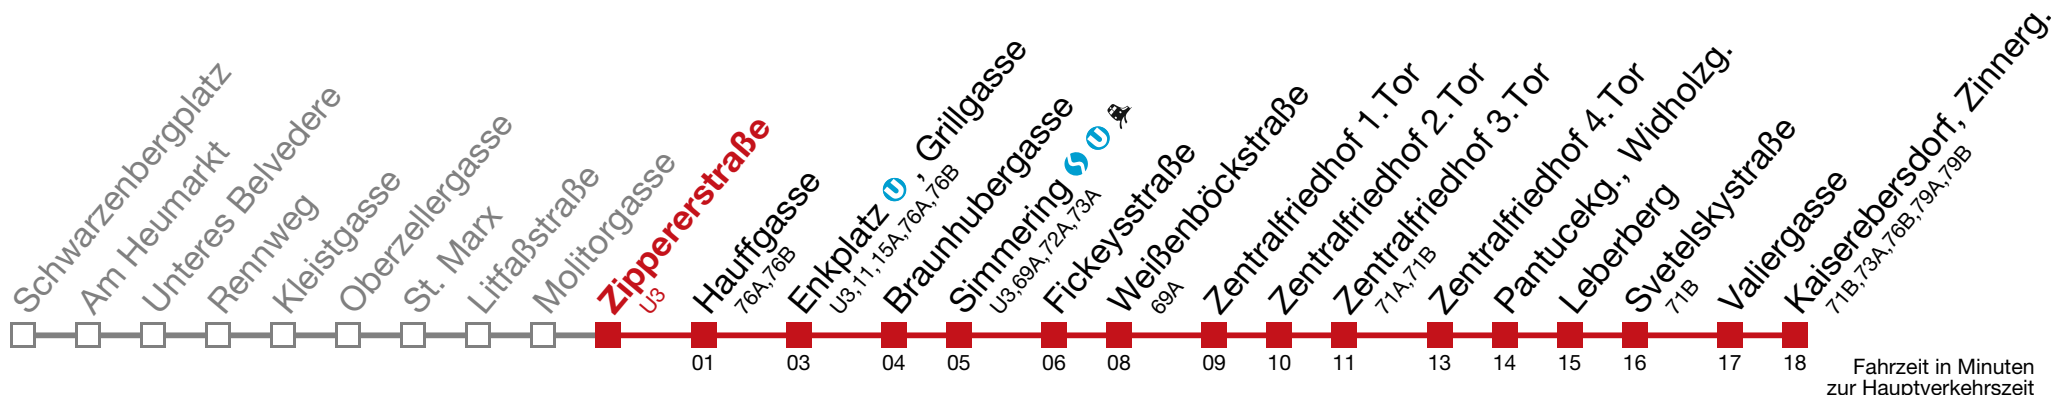 Schwarzenbergplatz
Am Heumarkt
Unteres Belvedere
Rennweg
Kleistgasse
Oberzellergasse
St. Marx
Litfaßstraße
Molitorgasse
Zippererstraße
U3
Hauffgasse
76A,76B
Enkplatz U , Grillgasse
U3,11,15A,76A,76B
Braunhubergasse
Simmering S U
U3,69A,72A,73A
Fickeysstraße
Weißenböckstraße
69A
Zentralfriedhof 1.Tor
Zentralfriedhof 2.Tor
Zentralfriedhof 3.Tor
71A,71B
Zentralfriedhof 4.Tor
Pantucekg., Widholzg.
Leberberg
Svetelskystraße
71B
Valiergasse
Kaiserebersdorf, Zinnerg.
71B,73A,76B,79A,79B
01 03 04 05 06 08 09 10 11 13 14 15 16 17 18
Fahrzeit in Minuten
zur Hauptverkehrszeit